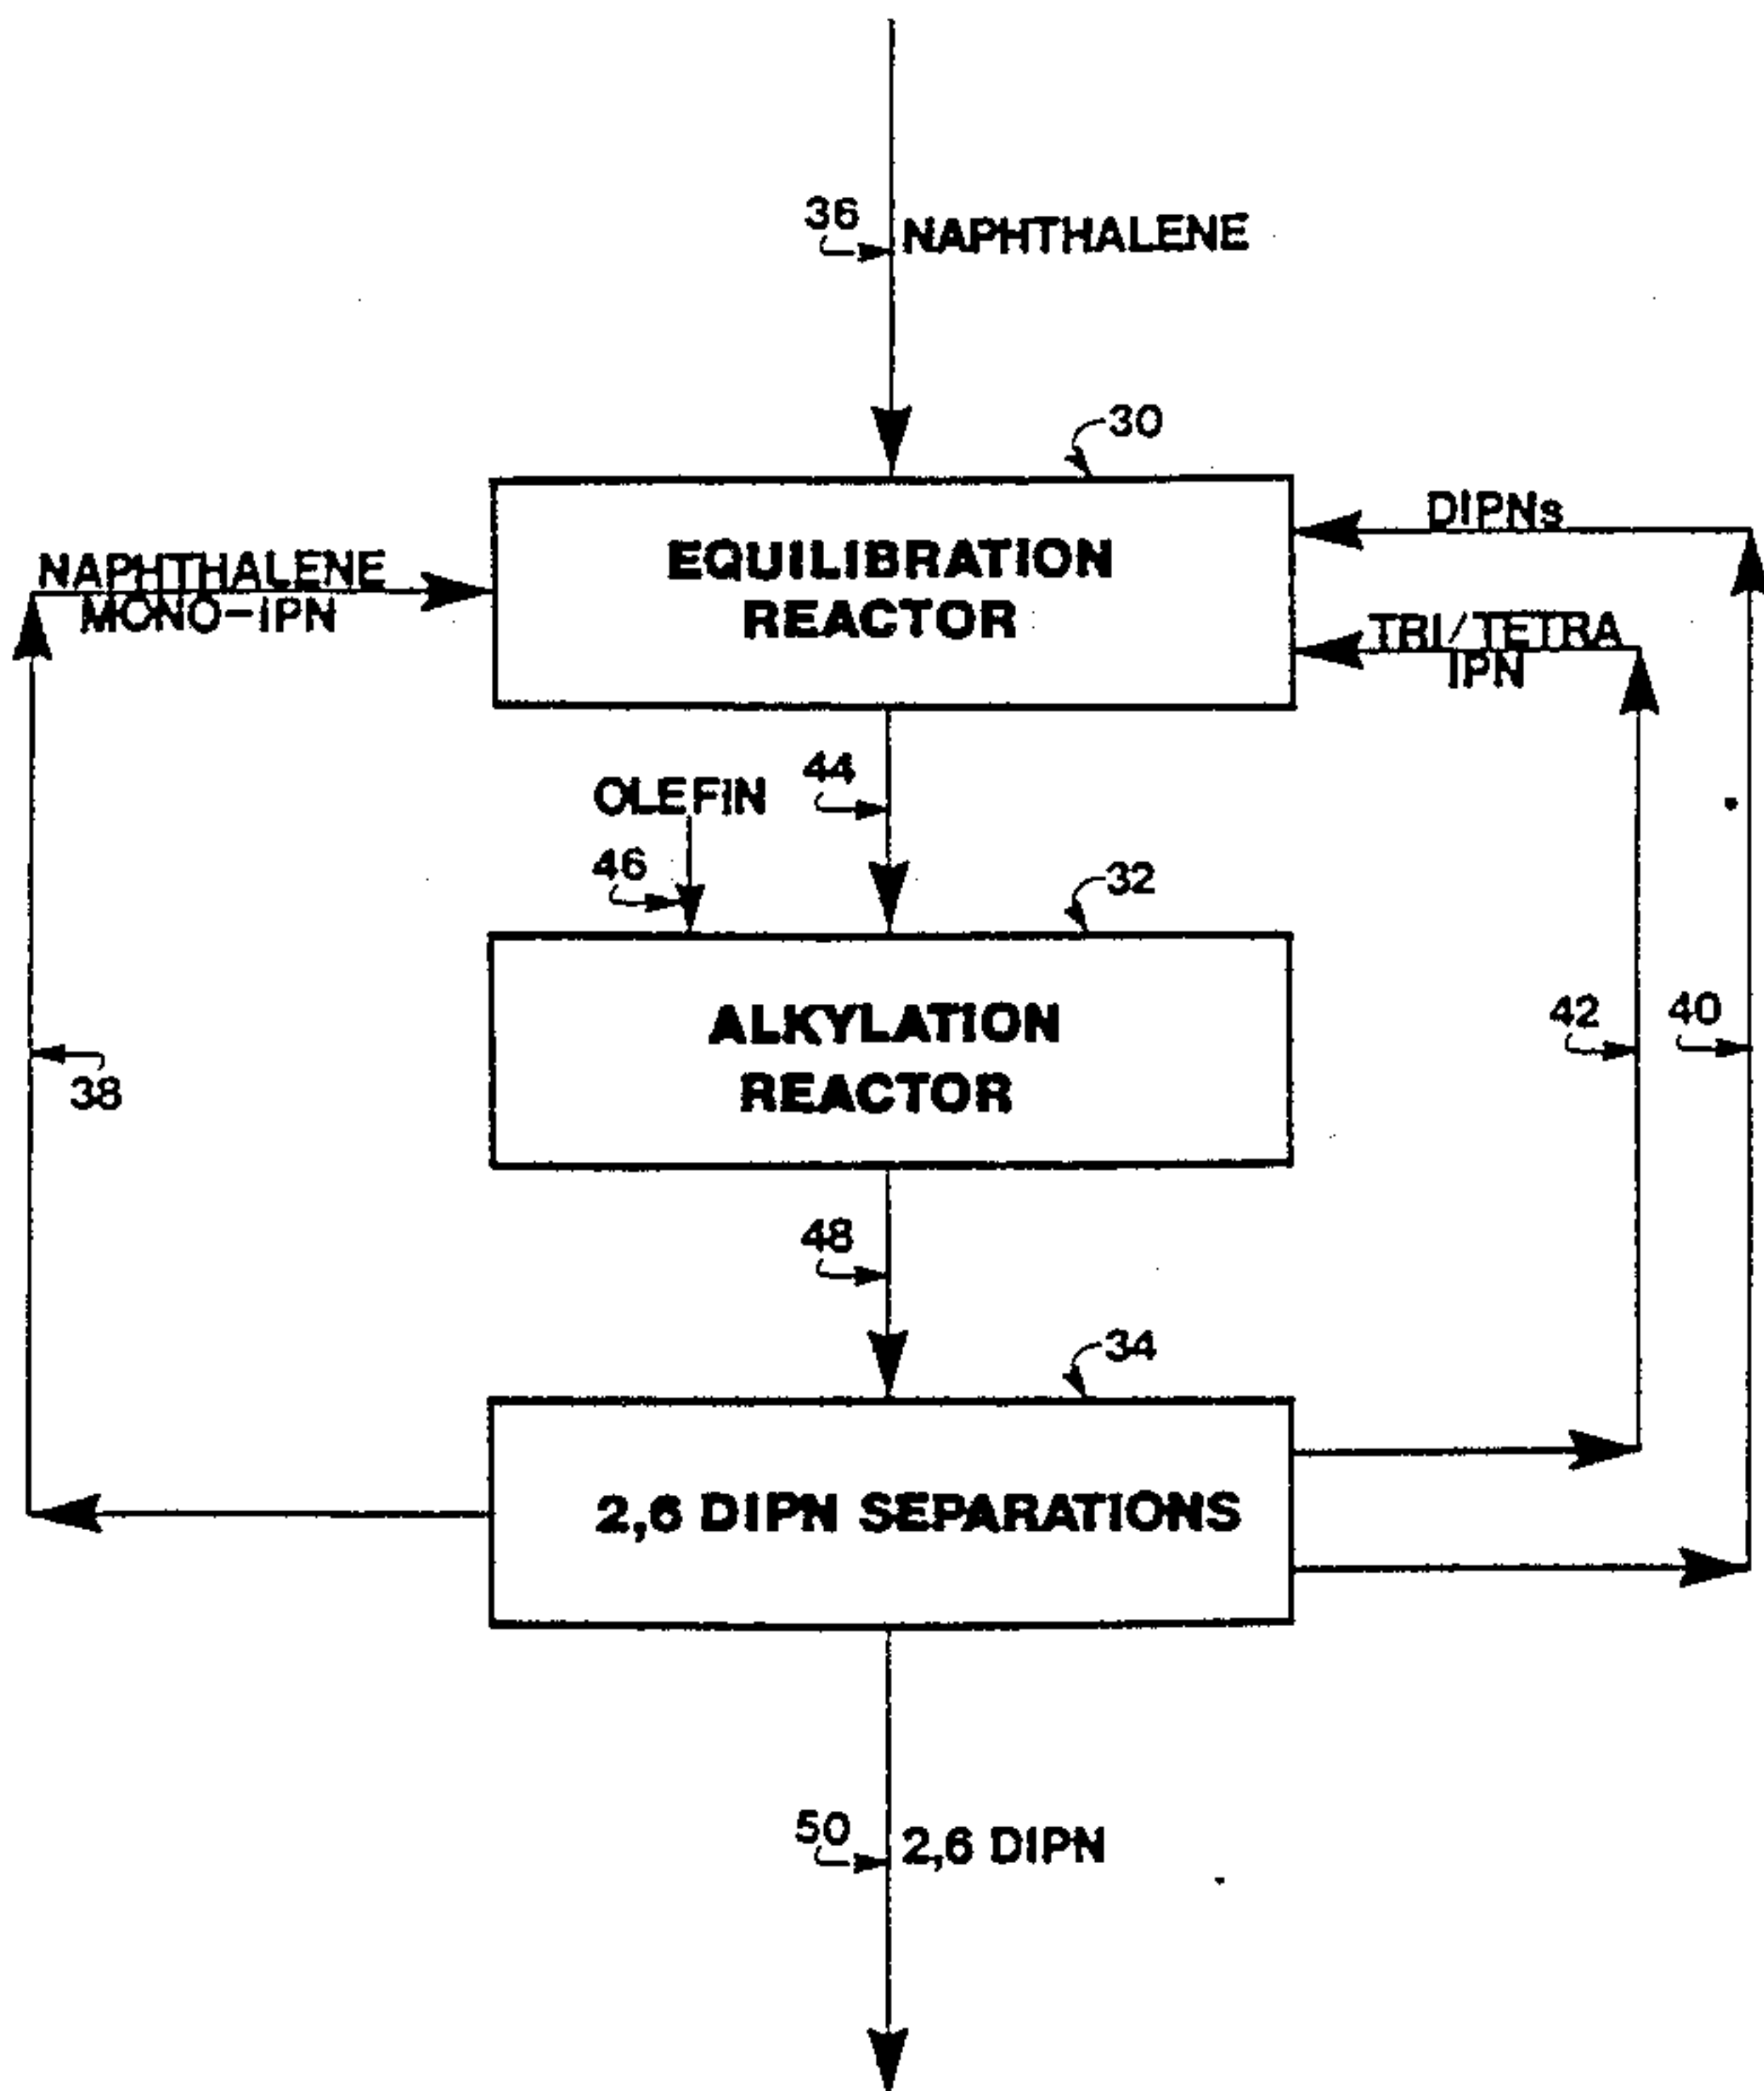 36
NAPHTHALENE
30
EQUILIBRATION
REACTOR
DIPNs
NAPHTHALENE
MONO-IPN
TRI/TETRA
IPN
44
OLEFIN
46
32
ALKYLATION
REACTOR
42
40
38
48
34
2,6 DIPN SEPARATIONS
50
2,6 DIPN